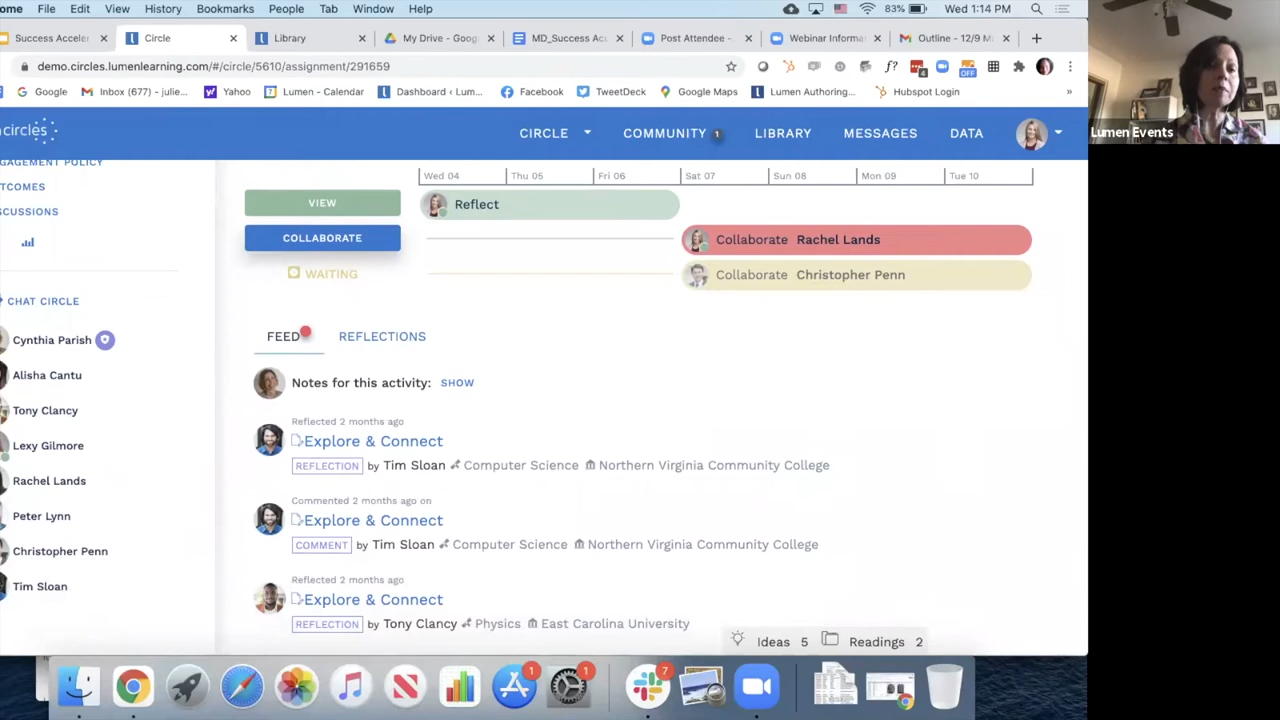 ome File Edit View History Bookmarks People Tab Window Help 83% Wed 1:14 PM
Success Acceler Circle Library My Drive - Goog MD_Success Ac Post Attendee - Webinar Informa Outline - 12/9 M
demo.circles.lumenlearning.com/#/circle/5610/assignment/291659 f? 4 OFF
Google Inbox (677) - julie... Yahoo Lumen - Calendar Dashboard ‹ Lum... Facebook TweetDeck Google Maps Lumen Authoring... Hubspot Login »
circles CIRCLE COMMUNITY 1 LIBRARY MESSAGES DATA
Lumen Events
NGAGEMENT POLICY
TCOMES
SCUSSIONS
CHAT CIRCLE
Cynthia Parish
Alisha Cantu
Tony Clancy
Lexy Gilmore
Rachel Lands
Peter Lynn
Christopher Penn
Tim Sloan
Wed 04 Thu 05 Fri 06 Sat 07 Sun 08 Mon 09 Tue 10
VIEW Reflect
COLLABORATE Collaborate Rachel Lands
WAITING Collaborate Christopher Penn
FEED REFLECTIONS
Notes for this activity: SHOW
Reflected 2 months ago
Explore & Connect
REFLECTION by Tim Sloan Computer Science Northern Virginia Community College
Commented 2 months ago on
Explore & Connect
COMMENT by Tim Sloan Computer Science Northern Virginia Community College
Reflected 2 months ago
Explore & Connect
REFLECTION by Tony Clancy Physics East Carolina University
Ideas 5 Readings 2
1 1 7